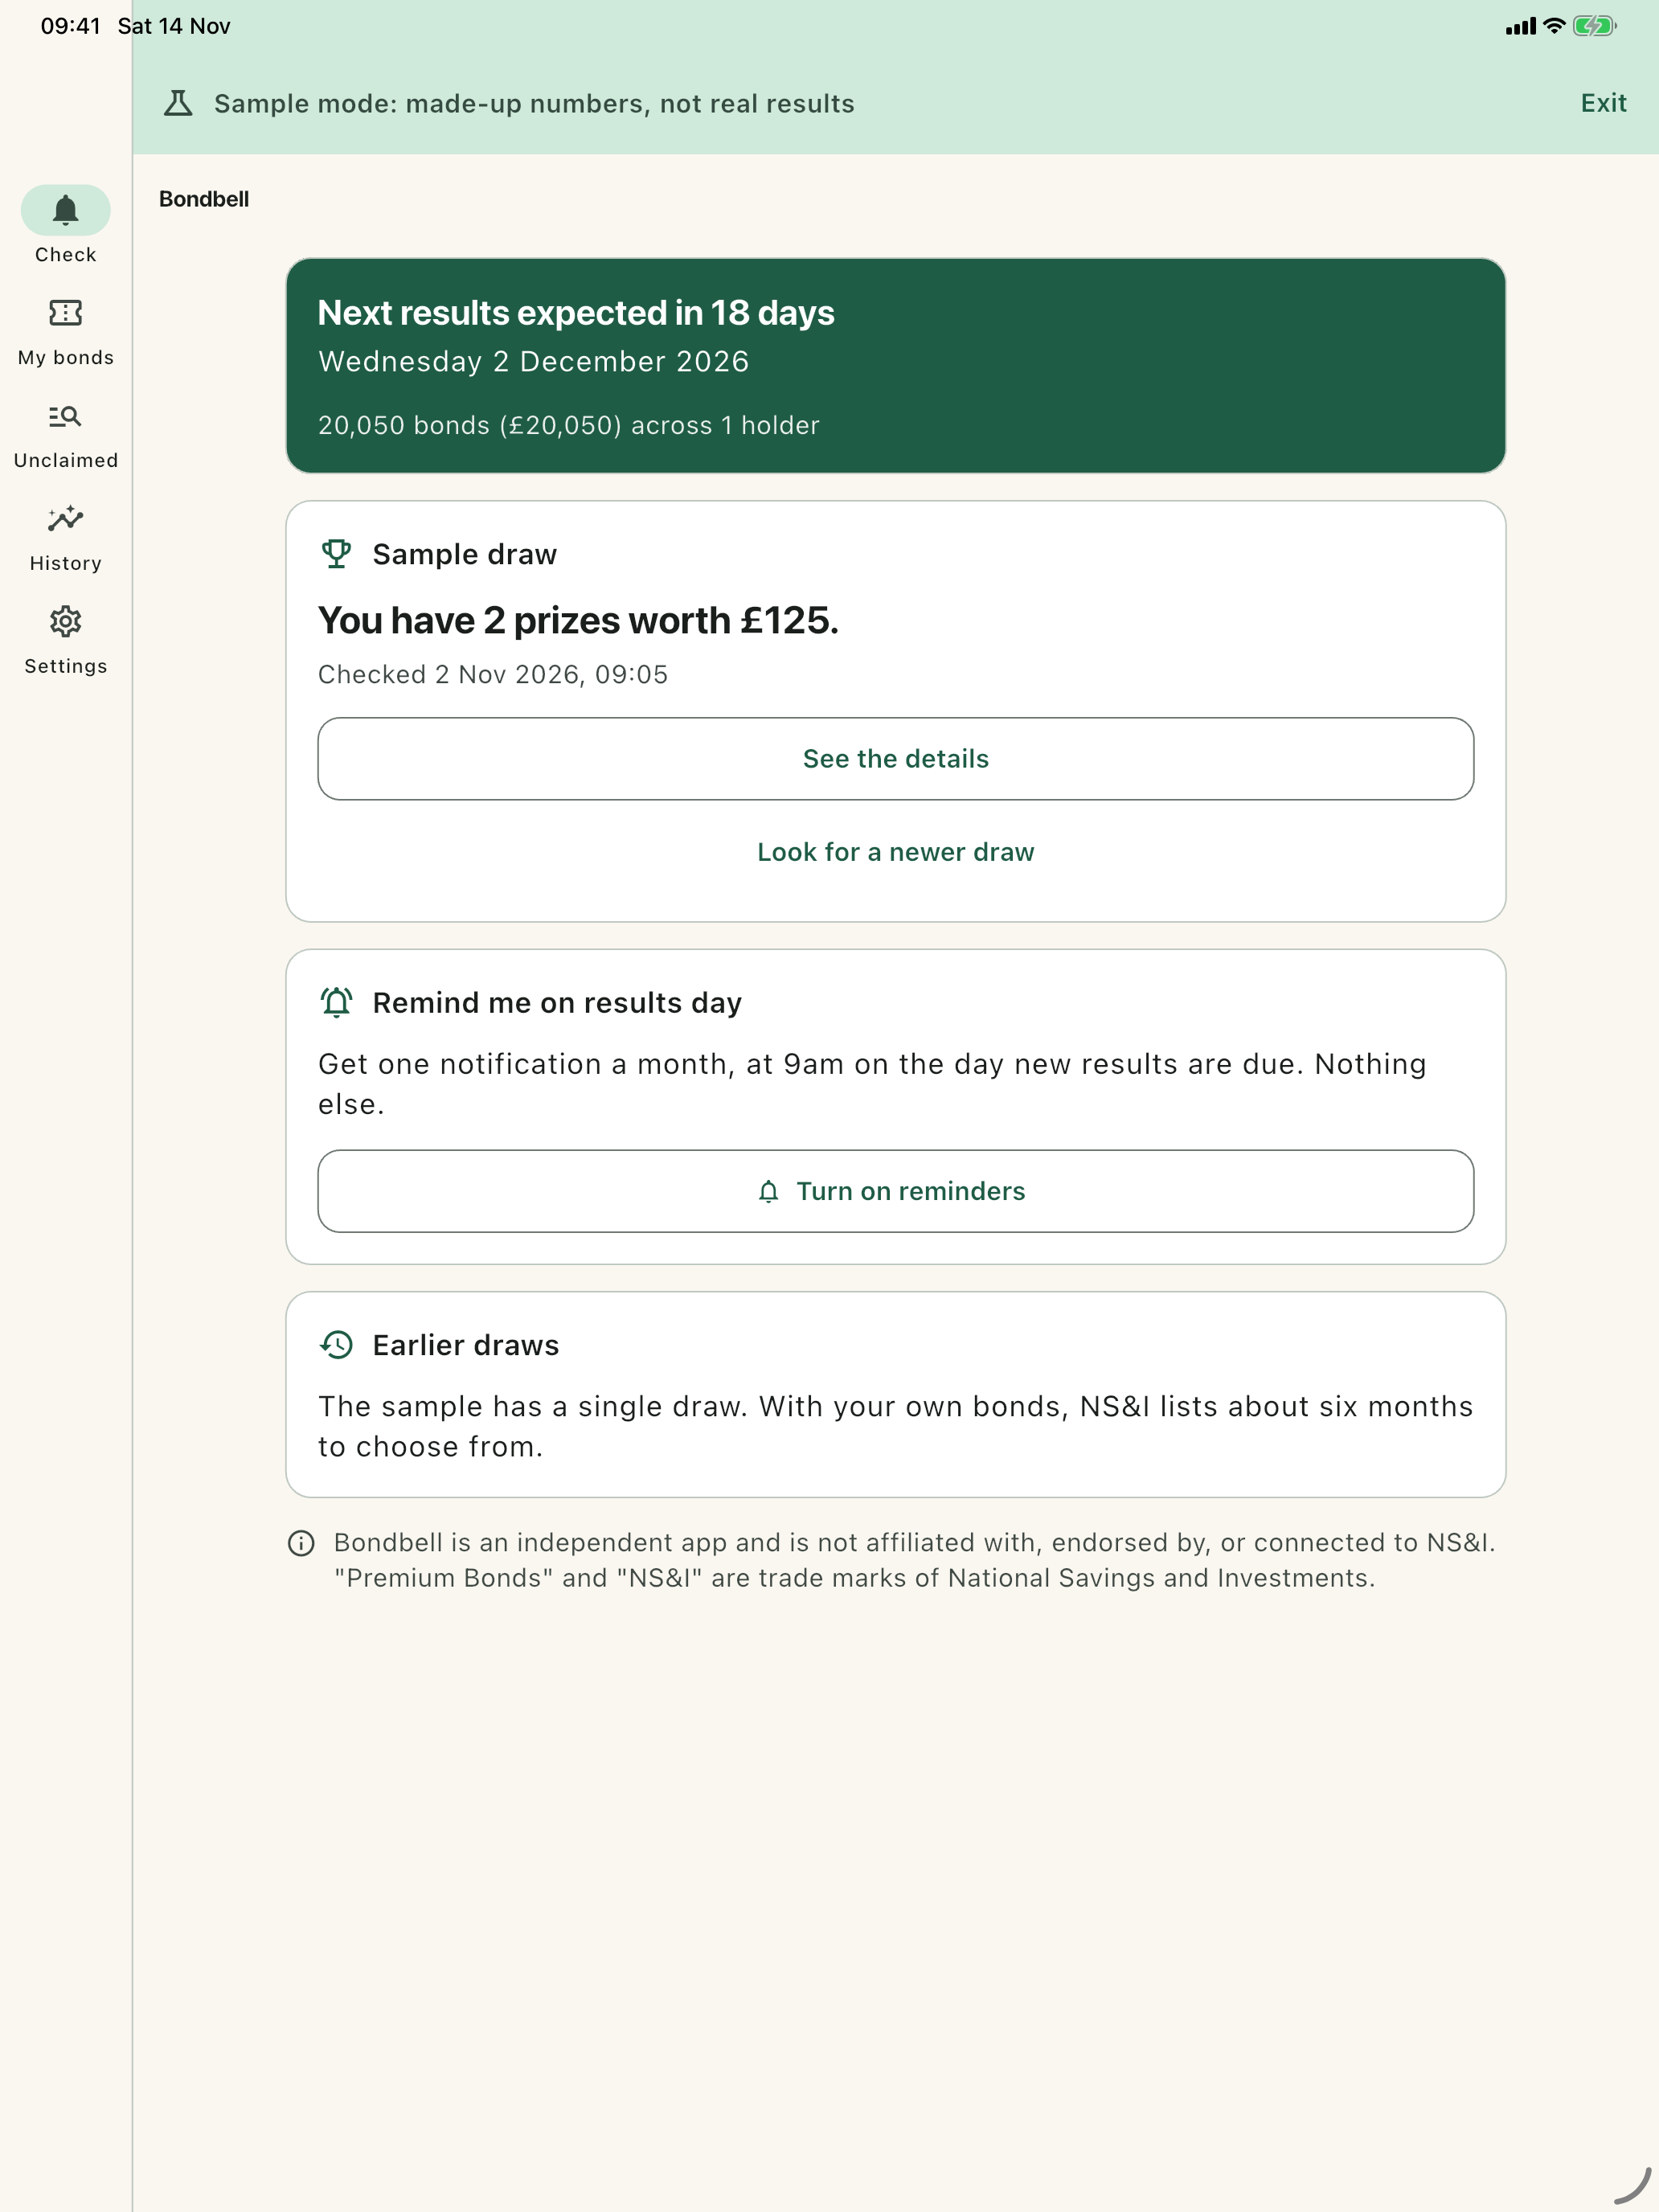 09:41 Sat 14 Nov
Sample mode: made-up numbers, not real results
Exit
Bondbell
Check
My bonds
Unclaimed
History
Settings
Next results expected in 18 days
Wednesday 2 December 2026
20,050 bonds (£20,050) across 1 holder
Sample draw
You have 2 prizes worth £125.
Checked 2 Nov 2026, 09:05
See the details
Look for a newer draw
Remind me on results day
Get one notification a month, at 9am on the day new results are due. Nothing
else.
Turn on reminders
Earlier draws
The sample has a single draw. With your own bonds, NS&I lists about six months
to choose from.
Bondbell is an independent app and is not affiliated with, endorsed by, or connected to NS&I.
"Premium Bonds" and "NS&I" are trade marks of National Savings and Investments.